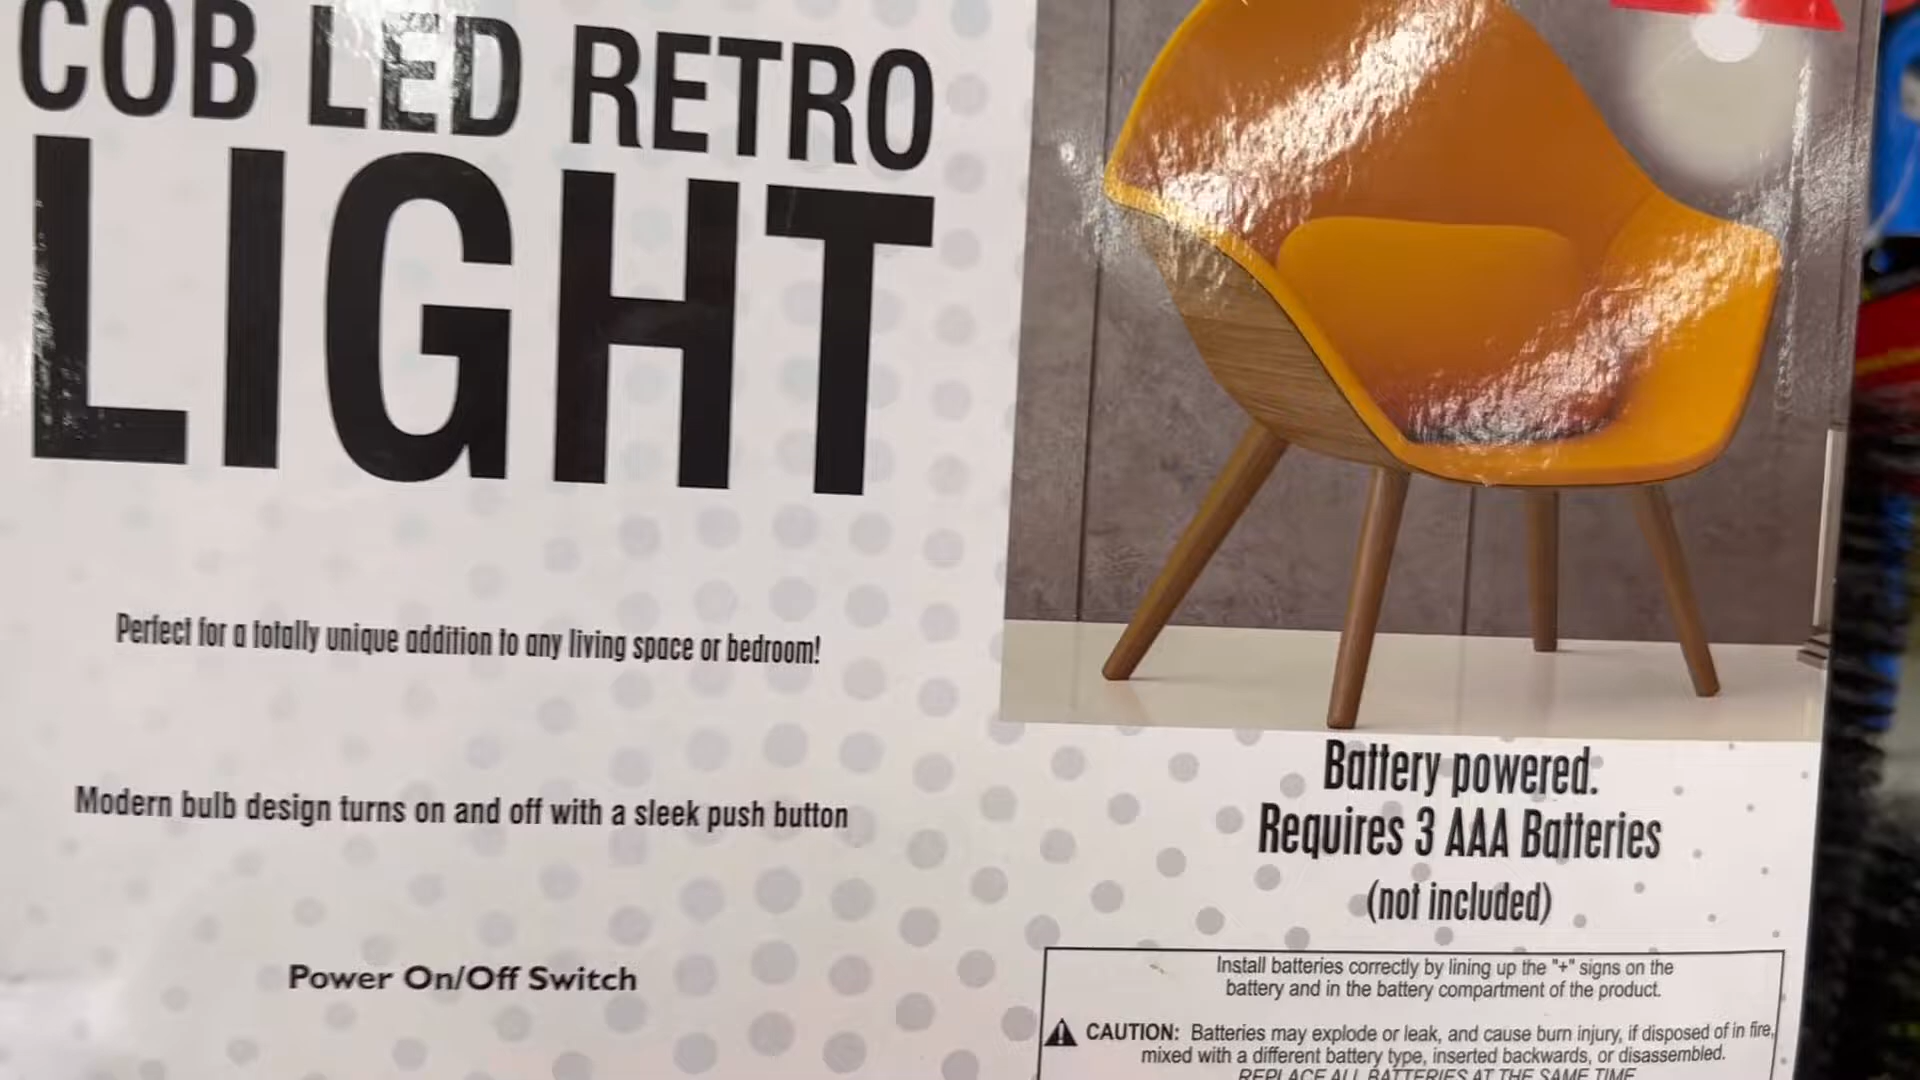 COB LED RETRO
LIGHT
Perfect for a totally unique addition to any living space or bedroom!
Modern bulb design turns on and off with a sleek push button
Power On/Off Switch
Battery powered.
Requires 3 AAA Batteries
(not included)
Install batteries correctly by lining up the "+" signs on the
battery and in the battery compartment of the product.
CAUTION: Batteries may explode or leak, and cause burn injury, if disposed of in fire,
mixed with a different battery type, inserted backwards, or disassembled.
REPLACE ALL BATTERIES AT THE SAME TIME